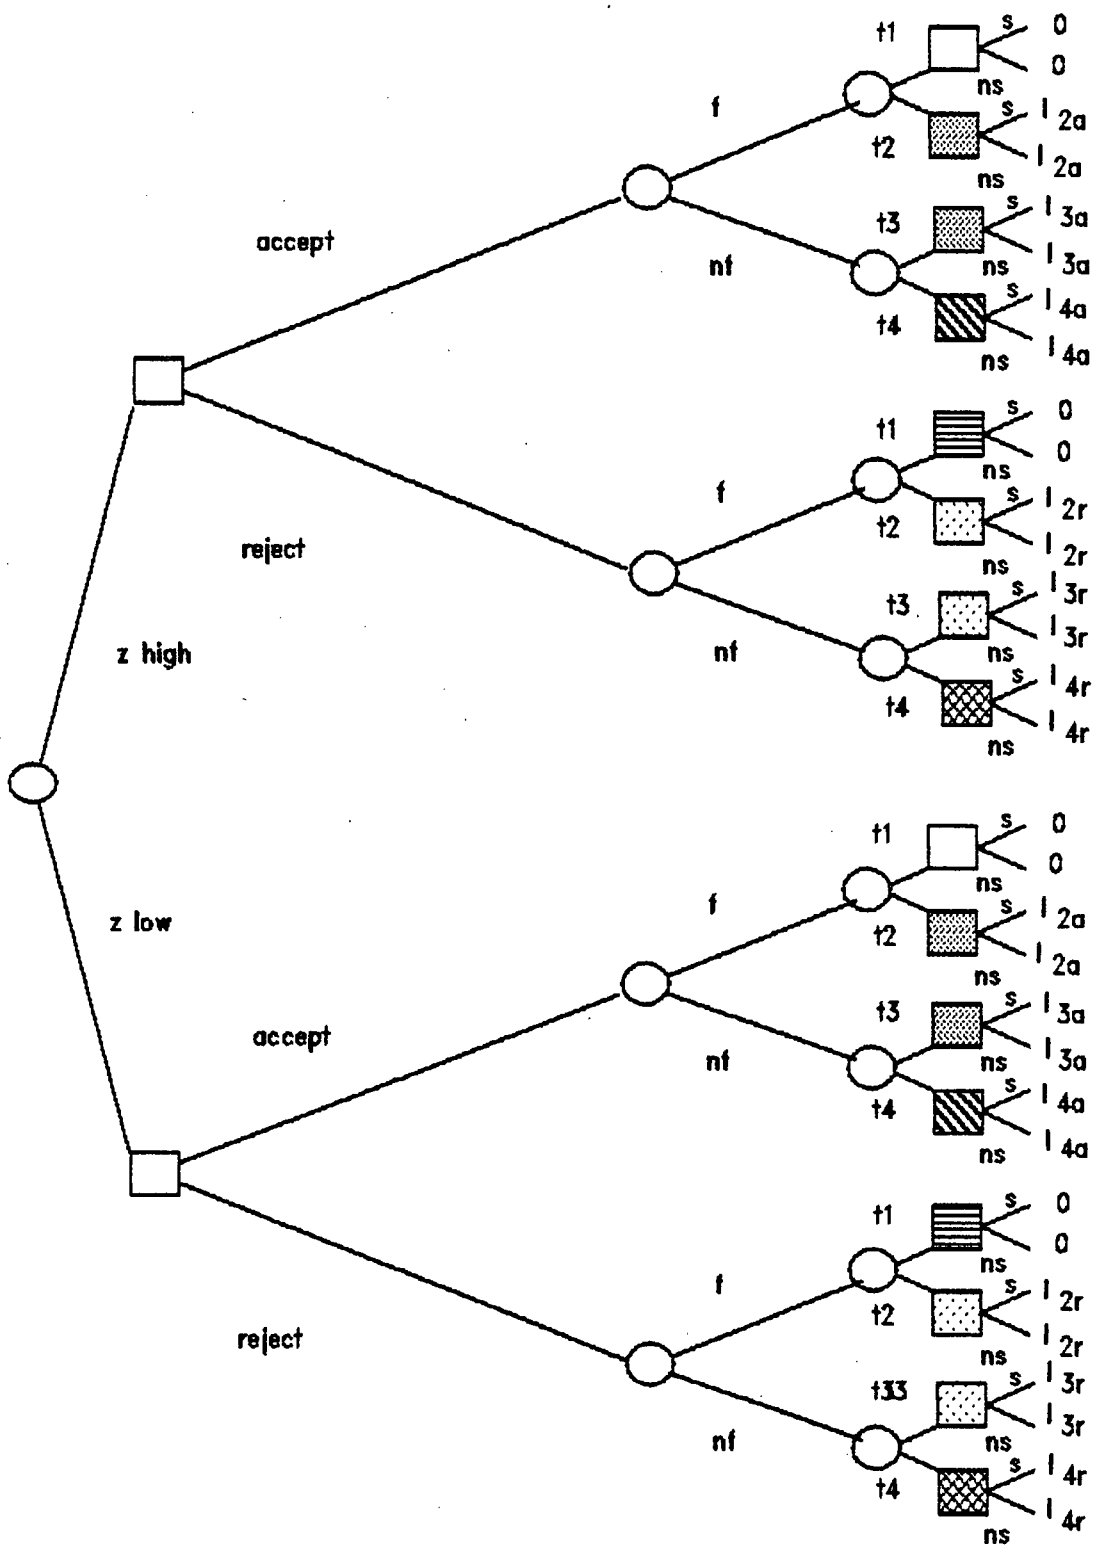 t1 s 0
0
ns
f
t2 s l 2a
l 2a
ns
accept
t3 s l 3a
l 3a
ns
nf
t4 s l 4a
l 4a
ns
t1 s 0
0
ns
f
t2 s l 2r
l 2r
ns
reject
t3 s l 3r
l 3r
ns
nf
t4 s l 4r
l 4r
ns
z high
z low
t1 s 0
0
ns
f
t2 s l 2a
l 2a
ns
accept
t3 s l 3a
l 3a
ns
nf
t4 s l 4a
l 4a
ns
t1 s 0
0
ns
f
t2 s l 2r
l 2r
ns
reject
t33 s l 3r
l 3r
ns
nf
t4 s l 4r
l 4r
ns